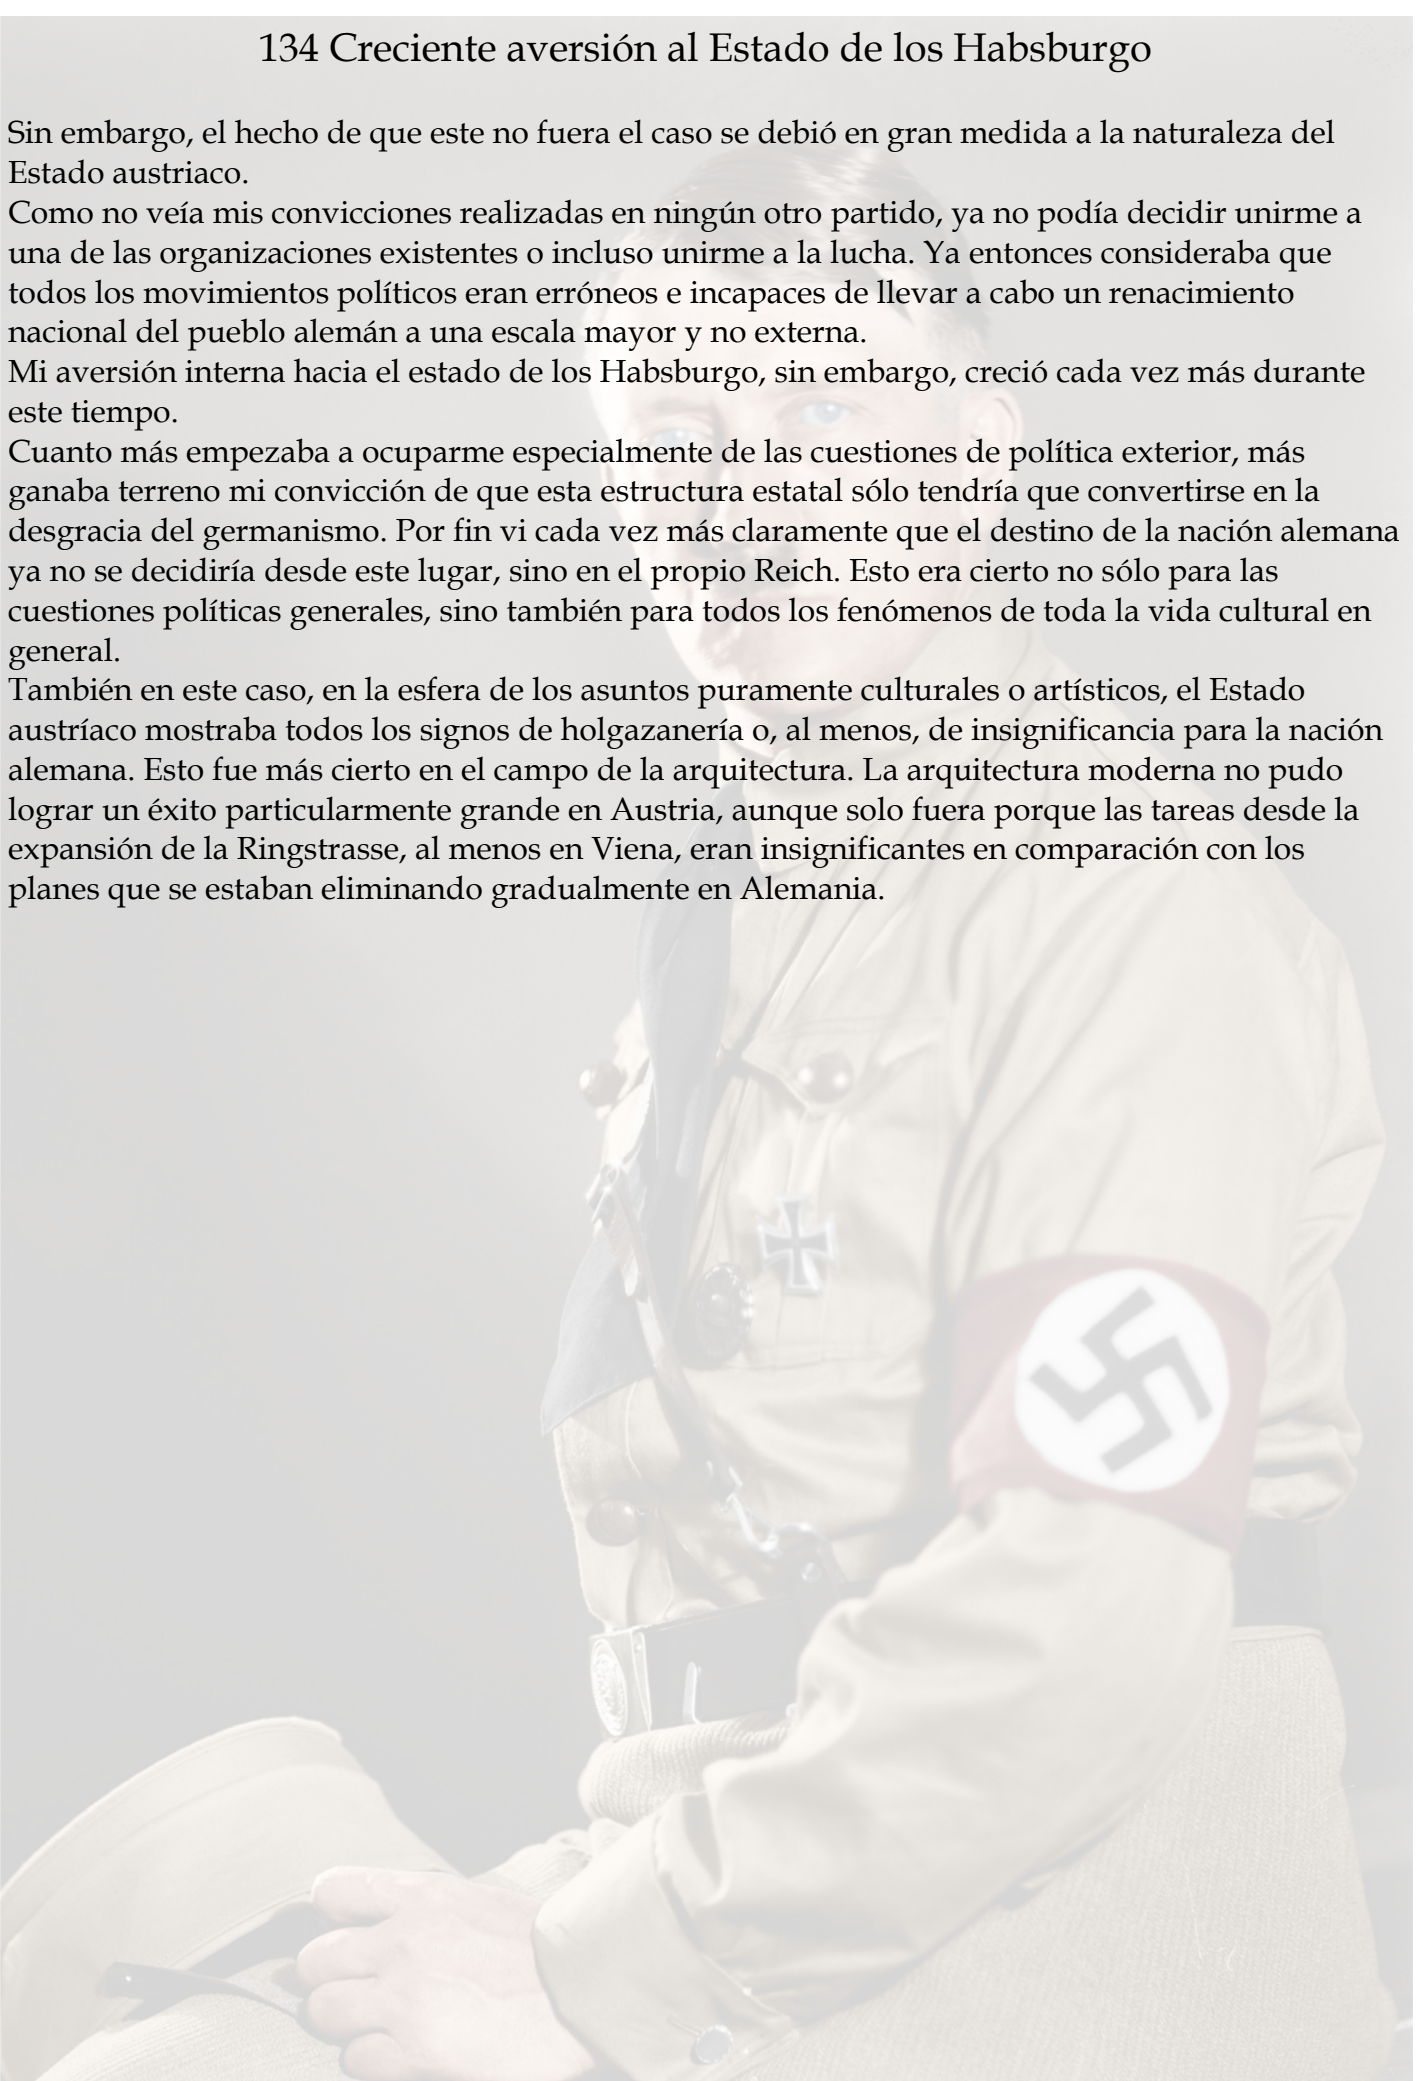 134 Creciente aversión al Estado de los Habsburgo
Sin embargo, el hecho de que este no fuera el caso se debió en gran medida a la naturaleza del
Estado austriaco.
Como no veía mis convicciones realizadas en ningún otro partido, ya no podía decidir unirme a
una de las organizaciones existentes o incluso unirme a la lucha. Ya entonces consideraba que
todos los movimientos políticos eran erróneos e incapaces de llevar a cabo un renacimiento
nacional del pueblo alemán a una escala mayor y no externa.
Mi aversión interna hacia el estado de los Habsburgo, sin embargo, creció cada vez más durante
este tiempo.
Cuanto más empezaba a ocuparme especialmente de las cuestiones de política exterior, más
ganaba terreno mi convicción de que esta estructura estatal sólo tendría que convertirse en la
desgracia del germanismo. Por fin vi cada vez más claramente que el destino de la nación alemana
ya no se decidiría desde este lugar, sino en el propio Reich. Esto era cierto no sólo para las
cuestiones políticas generales, sino también para todos los fenómenos de toda la vida cultural en
general.
También en este caso, en la esfera de los asuntos puramente culturales o artísticos, el Estado
austríaco mostraba todos los signos de holgazanería o, al menos, de insignificancia para la nación
alemana. Esto fue más cierto en el campo de la arquitectura. La arquitectura moderna no pudo
lograr un éxito particularmente grande en Austria, aunque solo fuera porque las tareas desde la
expansión de la Ringstrasse, al menos en Viena, eran insignificantes en comparación con los
planes que se estaban eliminando gradualmente en Alemania.